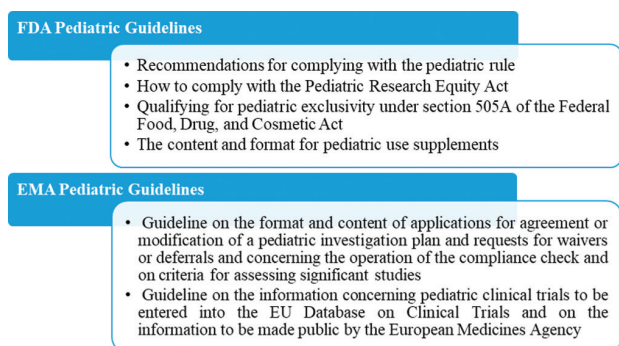 FDA Pediatric Guidelines
• Recommendations for complying with the pediatric rule
• How to comply with the Pediatric Research Equity Act
• Qualifying for pediatric exclusivity under section 505A of the Federal
Food, Drug, and Cosmetic Act
• The content and format for pediatric use supplements
EMA Pediatric Guidelines
• Guideline on the format and content of applications for agreement or
modification of a pediatric investigation plan and requests for waivers
or deferrals and concerning the operation of the compliance check and
on criteria for assessing significant studies
• Guideline on the information concerning pediatric clinical trials to be
entered into the EU Database on Clinical Trials and on the
information to be made public by the European Medicines Agency